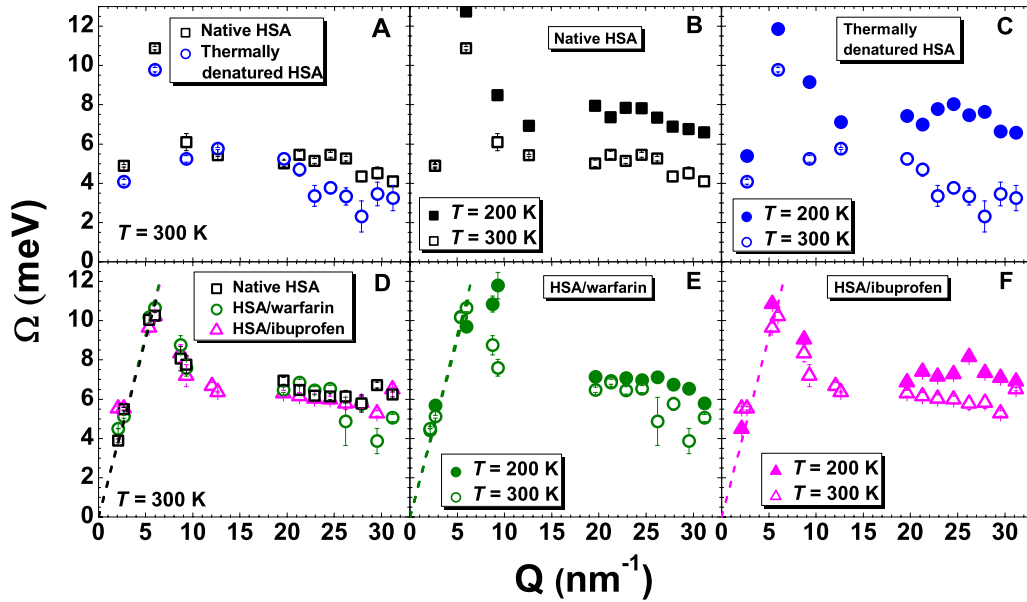 12
10
8
6
4
2
0
A
Native HSA
Thermally
denatured HSA
T = 300 K
B
Native HSA
T = 200 K
T = 300 K
C
Thermally
denatured HSA
T = 200 K
T = 300 K
Ω (meV)
12
10
8
6
4
2
0
D
Native HSA
HSA/warfarin
HSA/ibuprofen
T = 300 K
E
HSA/warfarin
T = 200 K
T = 300 K
F
HSA/ibuprofen
T = 200 K
T = 300 K
0 5 10 15 20 25 30 0 5 10 15 20 25 30 0 5 10 15 20 25 30
Q (nm⁻¹)